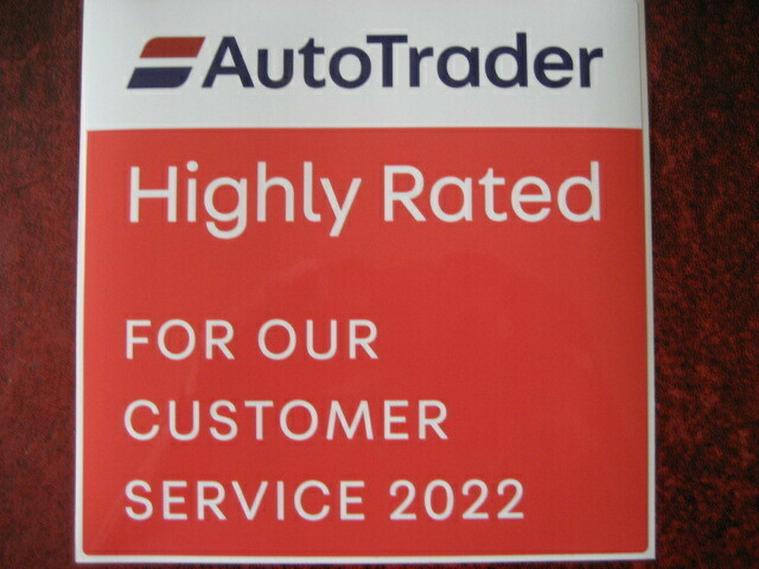 AutoTrader
Highly Rated
FOR OUR
CUSTOMER
SERVICE 2022